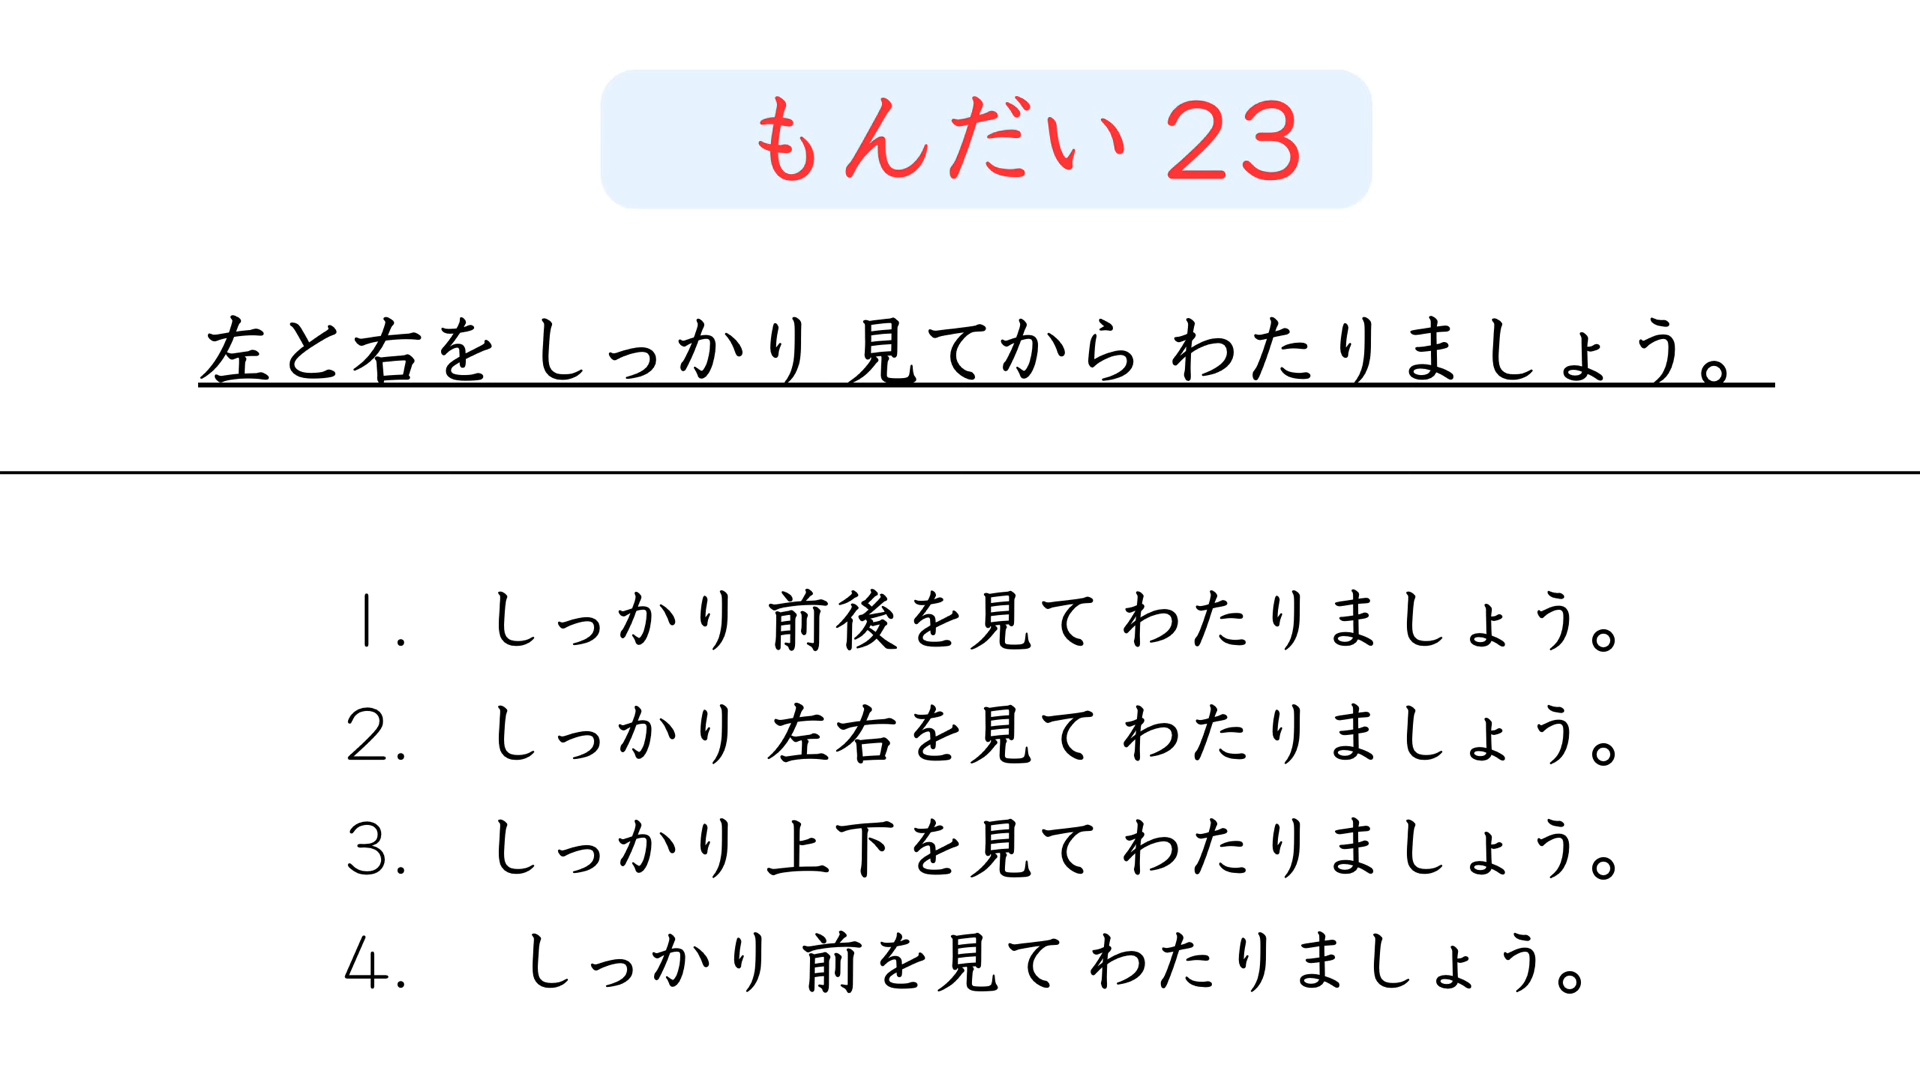 もんだい 23
左と右を しっかり 見てから わたりましょう。
1. しっかり 前後を見て わたりましょう。
2. しっかり 左右を見て わたりましょう。
3. しっかり 上下を見て わたりましょう。
4. しっかり 前を見て わたりましょう。